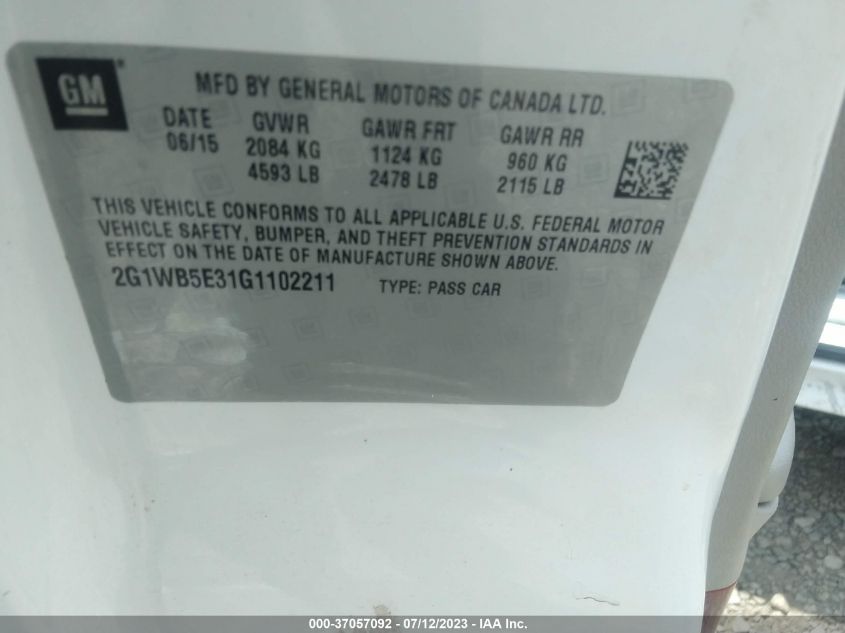 GM
MFD BY GENERAL MOTORS OF CANADA LTD.
DATE GVWR GAWR FRT GAWR RR
06/15 2084 KG 1124 KG 960 KG
4593 LB 2478 LB 2115 LB
THIS VEHICLE CONFORMS TO ALL APPLICABLE U.S. FEDERAL MOTOR
VEHICLE SAFETY, BUMPER, AND THEFT PREVENTION STANDARDS IN
EFFECT ON THE DATE OF MANUFACTURE SHOWN ABOVE.
2G1WB5E31G1102211 TYPE: PASS CAR
000-37057092 - 07/12/2023 - IAA Inc.